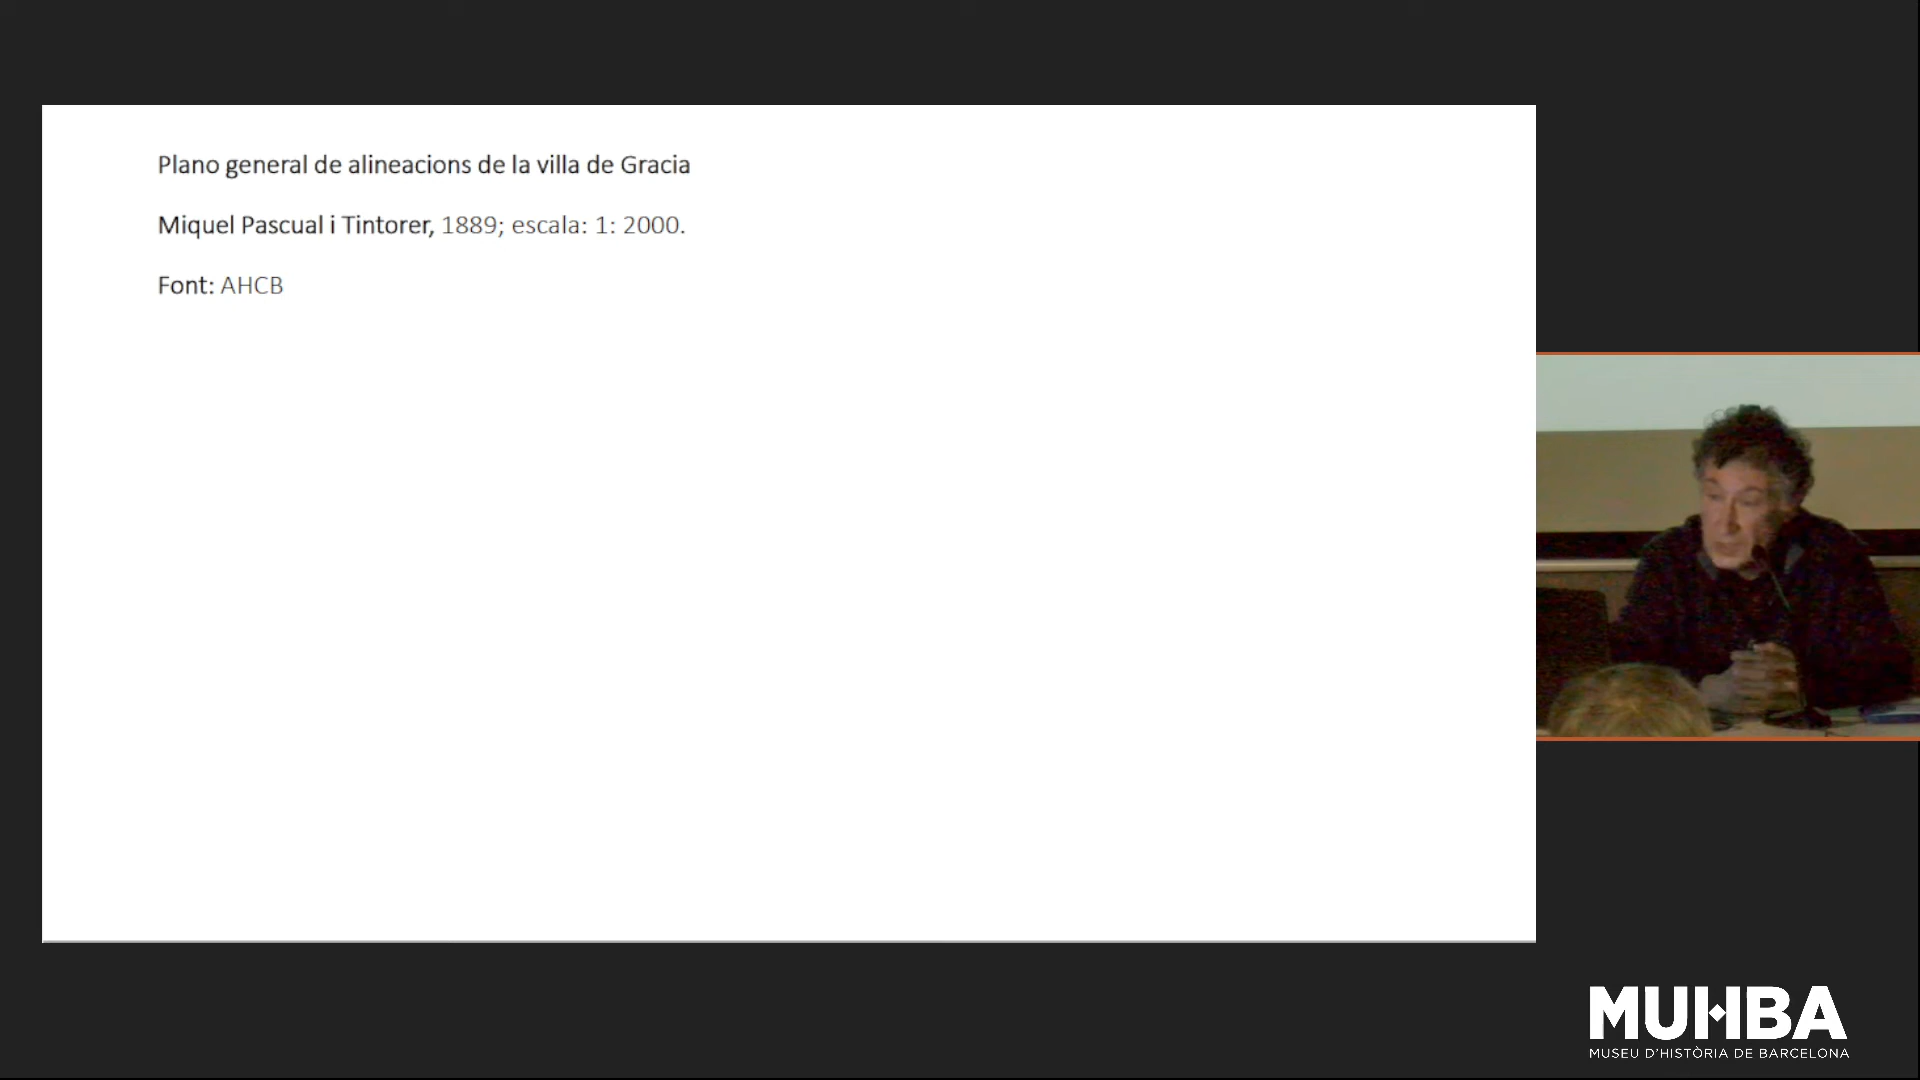 Plano general de alineacions de la villa de Gracia
Miquel Pascual i Tintorer, 1889; escala: 1: 2000.
Font: AHCB
MUHBA
MUSEU D'HISTÒRIA DE BARCELONA